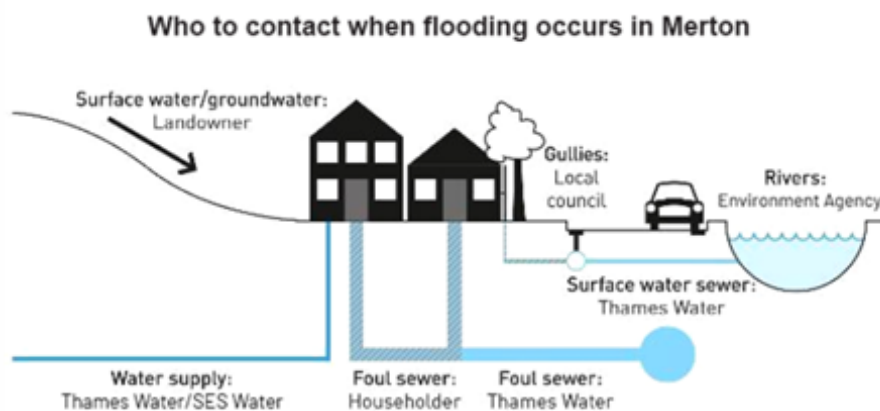 Who to contact when flooding occurs in Merton
Surface water/groundwater:
Landowner
Gullies:
Local
council
Rivers:
Environment Agency
Surface water sewer:
Thames Water
Water supply:
Thames Water/SES Water
Foul sewer:
Householder
Foul sewer:
Thames Water